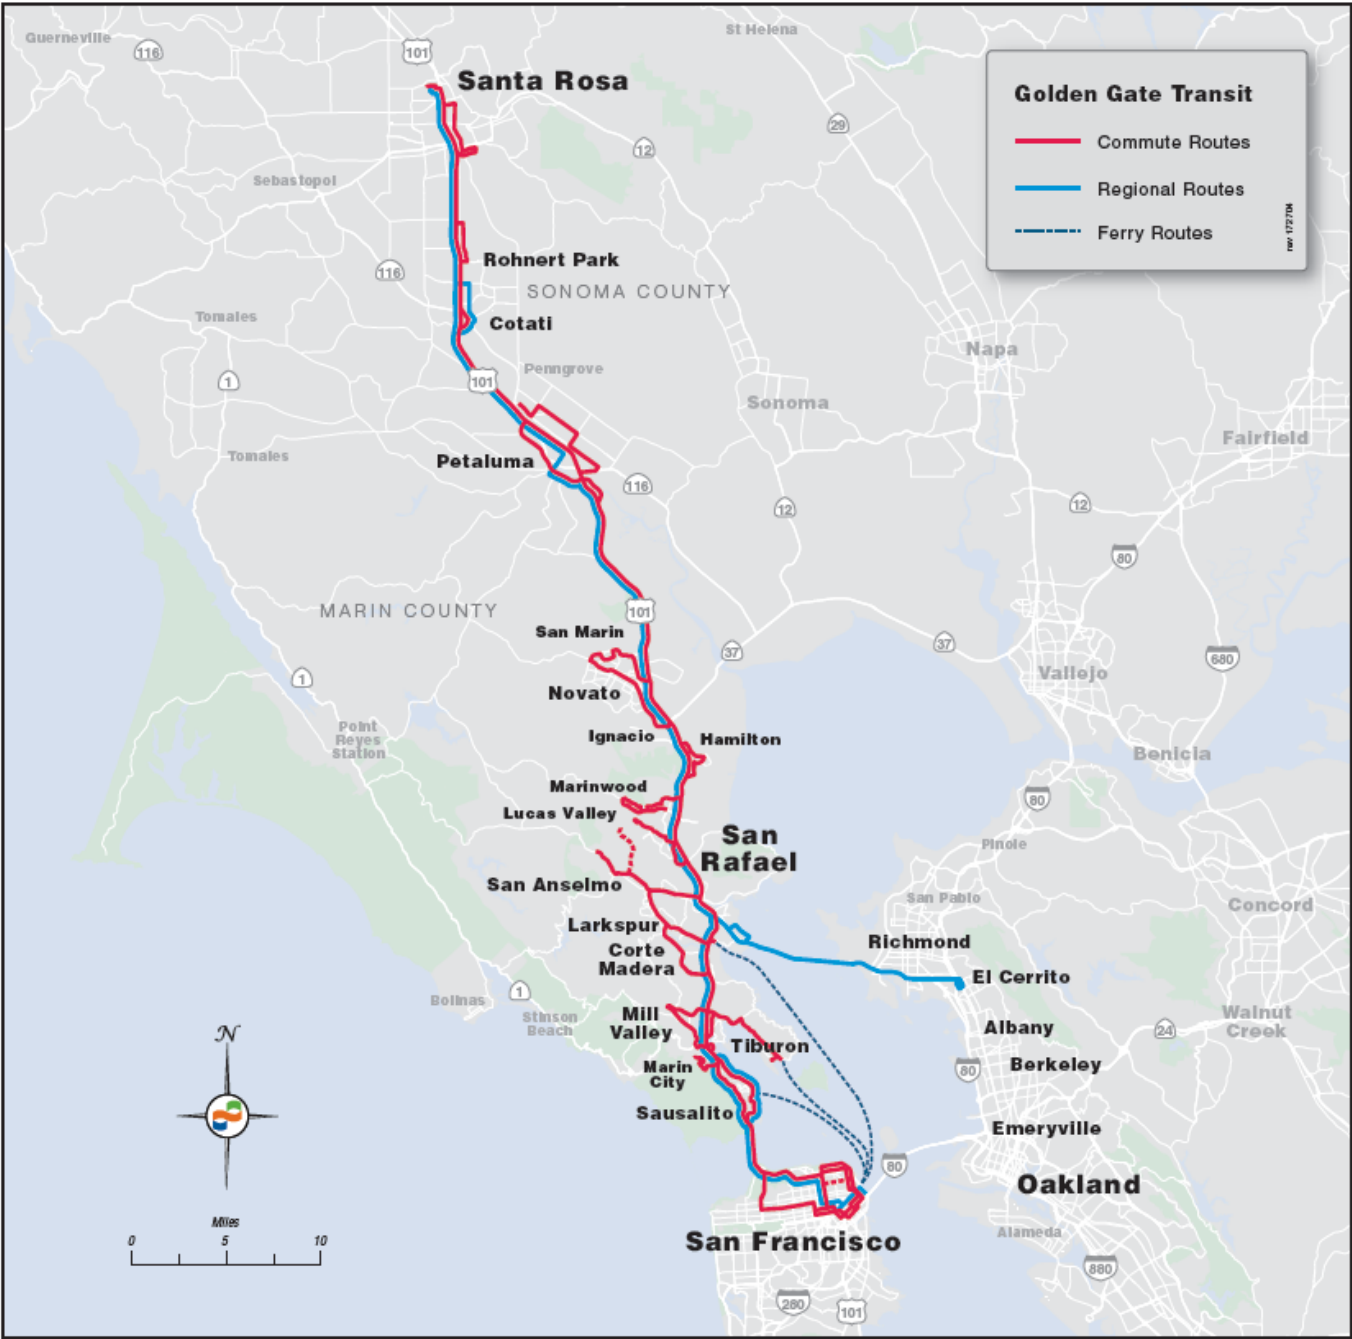 Guerneville
116
101
St Helena
Santa Rosa
Golden Gate Transit
Commute Routes
Regional Routes
Ferry Routes
rev 172704
29
12
Sebastopol
116
Rohnert Park
SONOMA COUNTY
Tomales
Cotati
1
101
Penngrove
Napa
Sonoma
Fairfield
Tomales
Petaluma
116
12
12
80
MARIN COUNTY
101
San Marin
37
37
680
1
Novato
Vallejo
Point
Reyes
Station
Ignacio
Hamilton
Benicia
Marinwood
Lucas Valley
80
San
Rafael
Pinole
San Anselmo
San Pablo
Concord
Larkspur
Richmond
Corte
Madera
El Cerrito
Bolinas
1
Stinson
Beach
Mill
Valley
Tiburon
Albany
24
Walnut
Creek
N
Marin
City
80
Berkeley
Sausalito
Emeryville
80
Oakland
Miles
0 5 10
San Francisco
Alameda
880
280
101